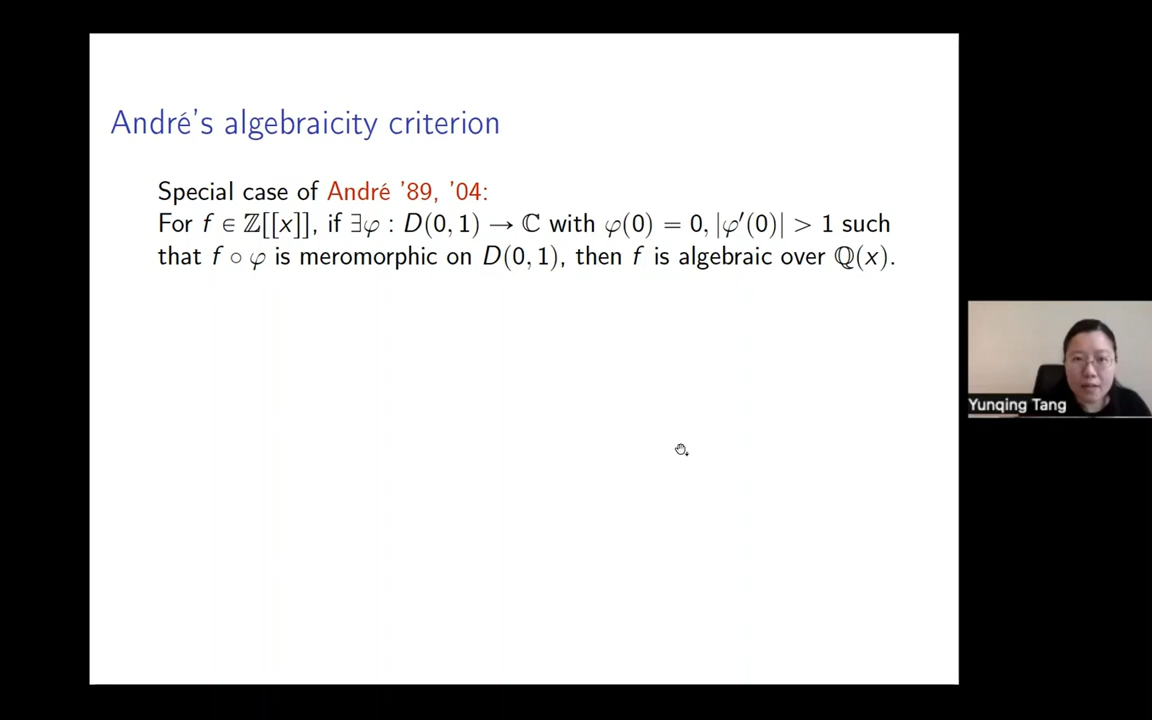 André's algebraicity criterion
Special case of André '89, '04:
For f ∈ ℤ[[x]], if ∃φ : D(0, 1) → ℂ with φ(0) = 0, |φ′(0)| > 1 such
that f ∘ φ is meromorphic on D(0, 1), then f is algebraic over ℚ(x).
Yunqing Tang